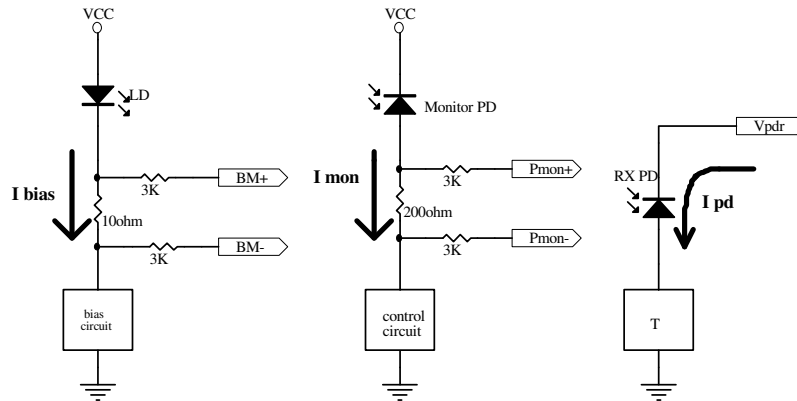 VCC
LD
I bias
3K
BM+
10ohm
3K
BM-
bias
circuit
VCC
Monitor PD
I mon
3K
Pmon+
200ohm
3K
Pmon-
control
circuit
Vpdr
RX PD
I pd
T